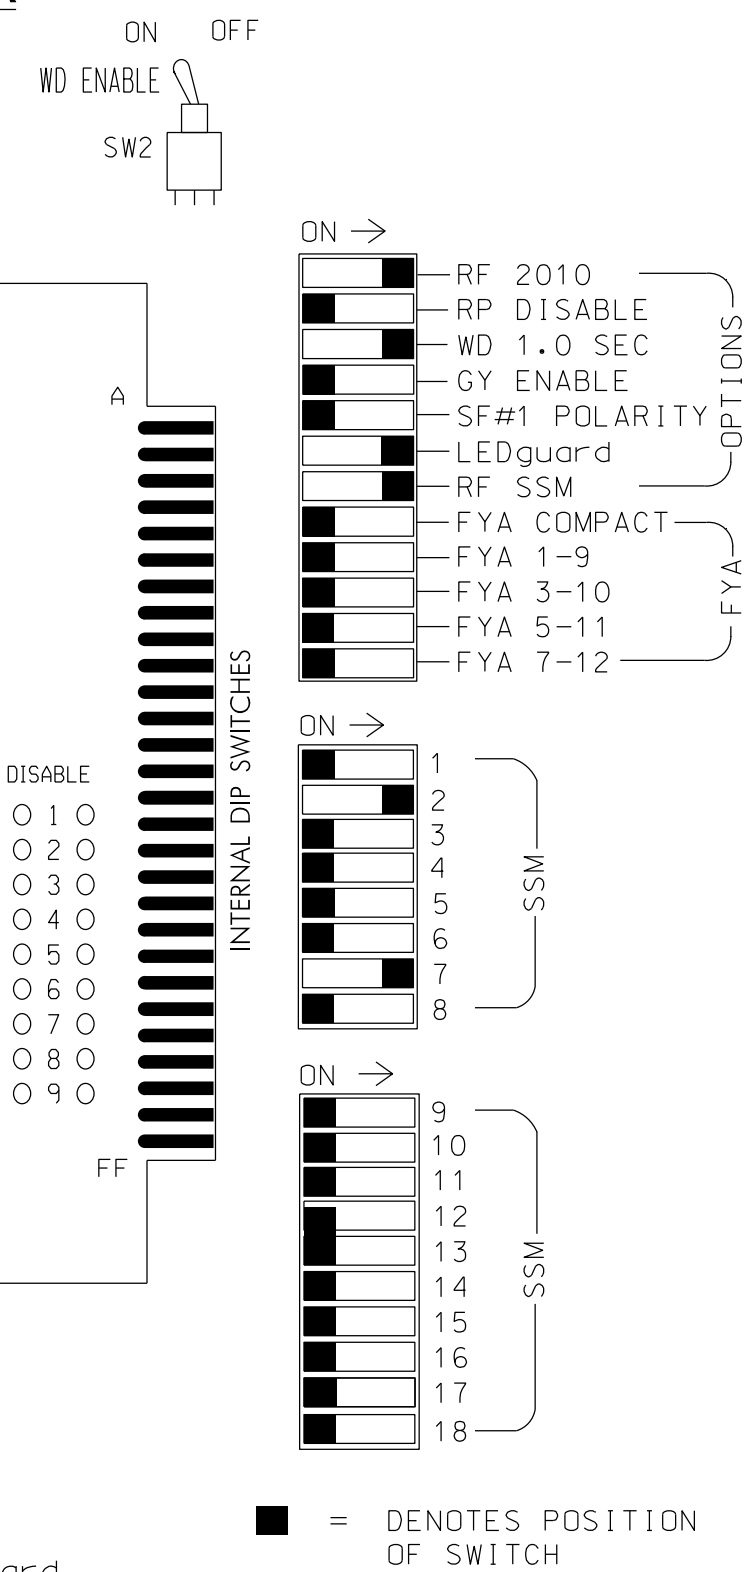 ON OFF
WD ENABLE
SW2
ON
RF 2010
RP DISABLE
WD 1.0 SEC
GY ENABLE
SF#1 POLARITY
LEDguard
RF SSM
OPTIONS
FYA COMPACT
FYA 1-9
FYA 3-10
FYA 5-11
FYA 7-12
FYA
A
FF
INTERNAL DIP SWITCHES
DISABLE
1
2
3
4
5
6
7
8
9
ON
1
2
3
4
5
6
7
8
SSM
ON
9
10
11
12
13
14
15
16
17
18
SSM
= DENOTES POSITION
OF SWITCH